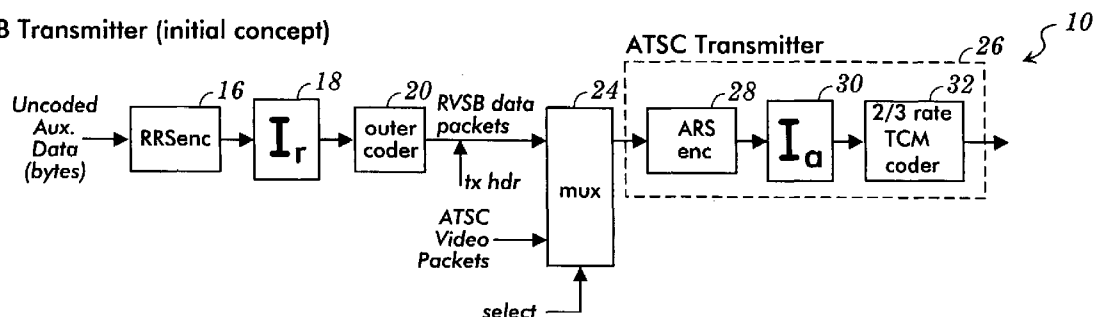 B Transmitter (initial concept)
ATSC Transmitter
10
26
Uncoded
Aux.
Data
(bytes)
16
RRSenc
18
Ir
20
outer
coder
RVSB data
packets
tx hdr
ATSC
Video
Packets
24
mux
select
28
ARS
enc
30
Ia
32
2/3 rate
TCM
coder